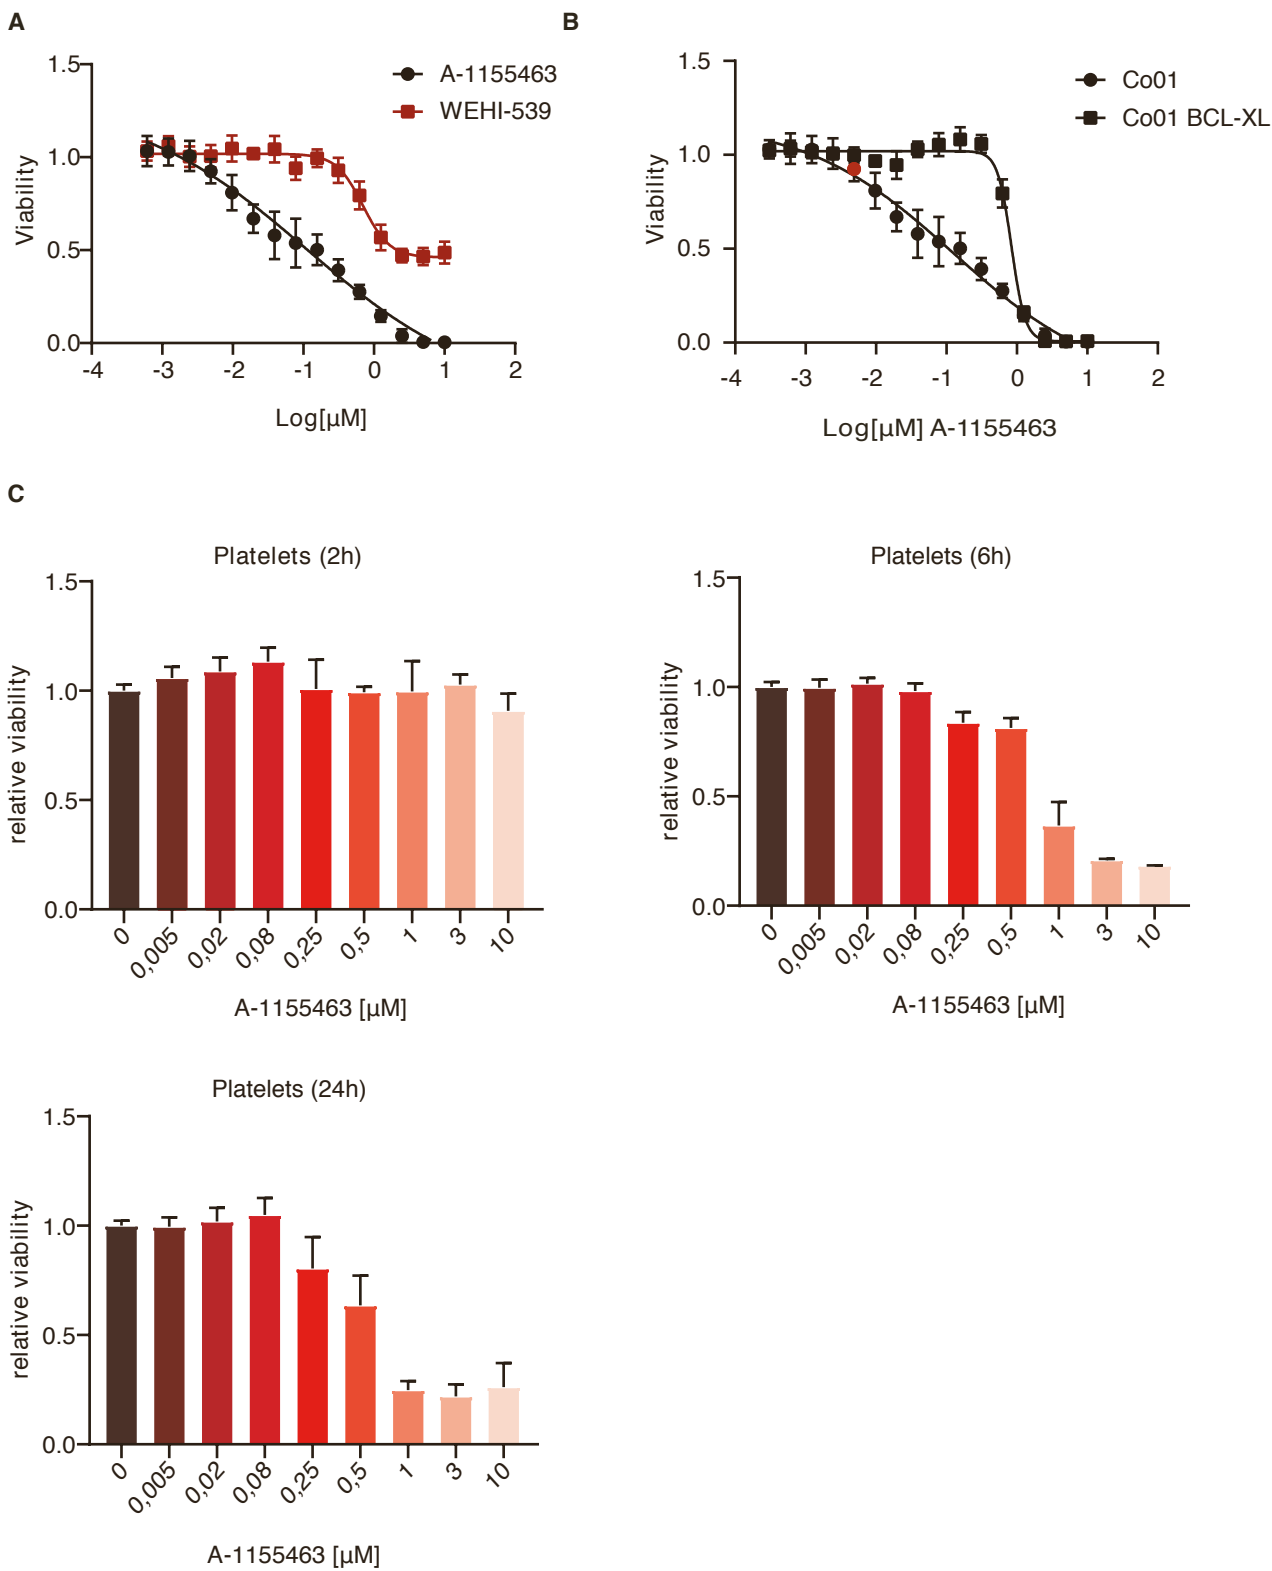 A
1.5
1.0
0.5
0.0
Viability
-4 -3 -2 -1 0 1 2
Log[µM]
A-1155463
WEHI-539
B
1.5
1.0
0.5
0.0
Viability
-4 -3 -2 -1 0 1 2
Log[µM] A-1155463
Co01
Co01 BCL-XL
C
Platelets (2h)
1.5
1.0
0.5
0.0
relative viability
0 0,005 0,02 0,08 0,25 0,5 1 3 10
A-1155463 [µM]
Platelets (6h)
1.5
1.0
0.5
0.0
relative viability
0 0,005 0,02 0,08 0,25 0,5 1 3 10
A-1155463 [µM]
Platelets (24h)
1.5
1.0
0.5
0.0
relative viability
0 0,005 0,02 0,08 0,25 0,5 1 3 10
A-1155463 [µM]